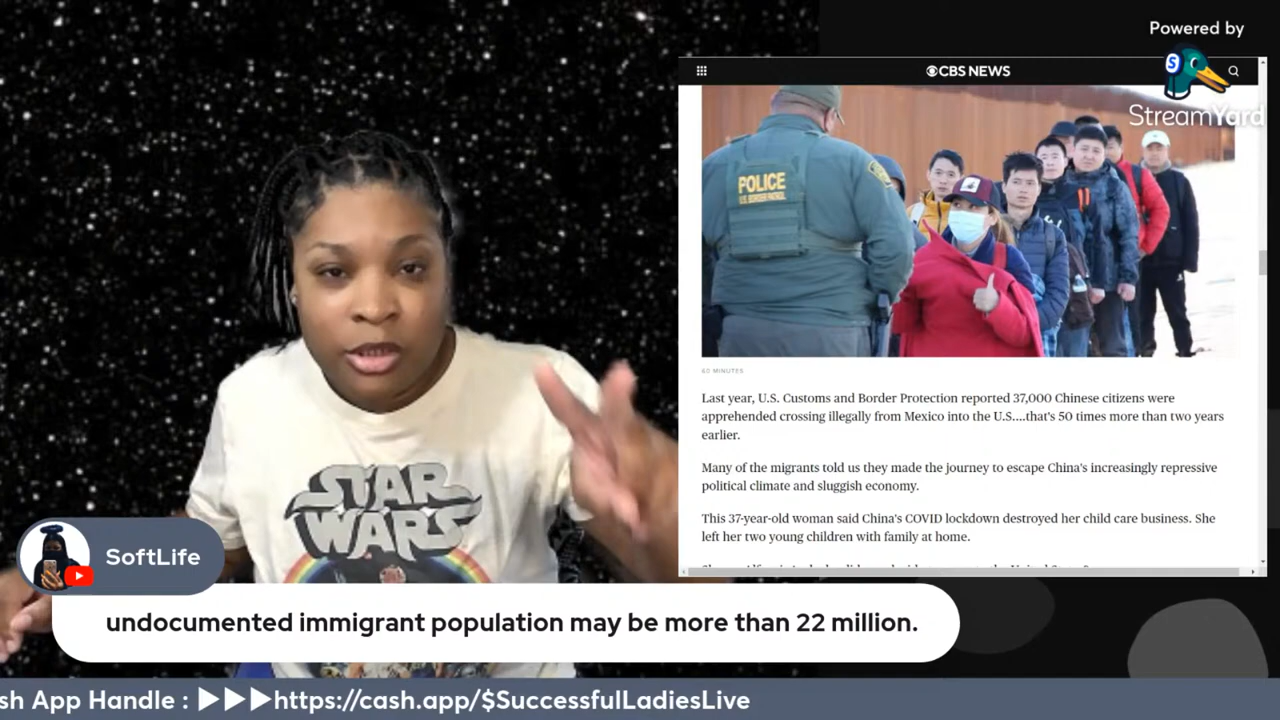 Powered by
StreamYard
CBS NEWS
POLICE
U.S. BORDER PATROL
60 MINUTES
Last year, U.S. Customs and Border Protection reported 37,000 Chinese citizens were
apprehended crossing illegally from Mexico into the U.S....that's 50 times more than two years
earlier.
Many of the migrants told us they made the journey to escape China's increasingly repressive
political climate and sluggish economy.
This 37-year-old woman said China's COVID lockdown destroyed her child care business. She
left her two young children with family at home.
STAR
WARS
SoftLife
undocumented immigrant population may be more than 22 million.
sh App Handle : ▶▶▶https://cash.app/$SuccessfulLadiesLive